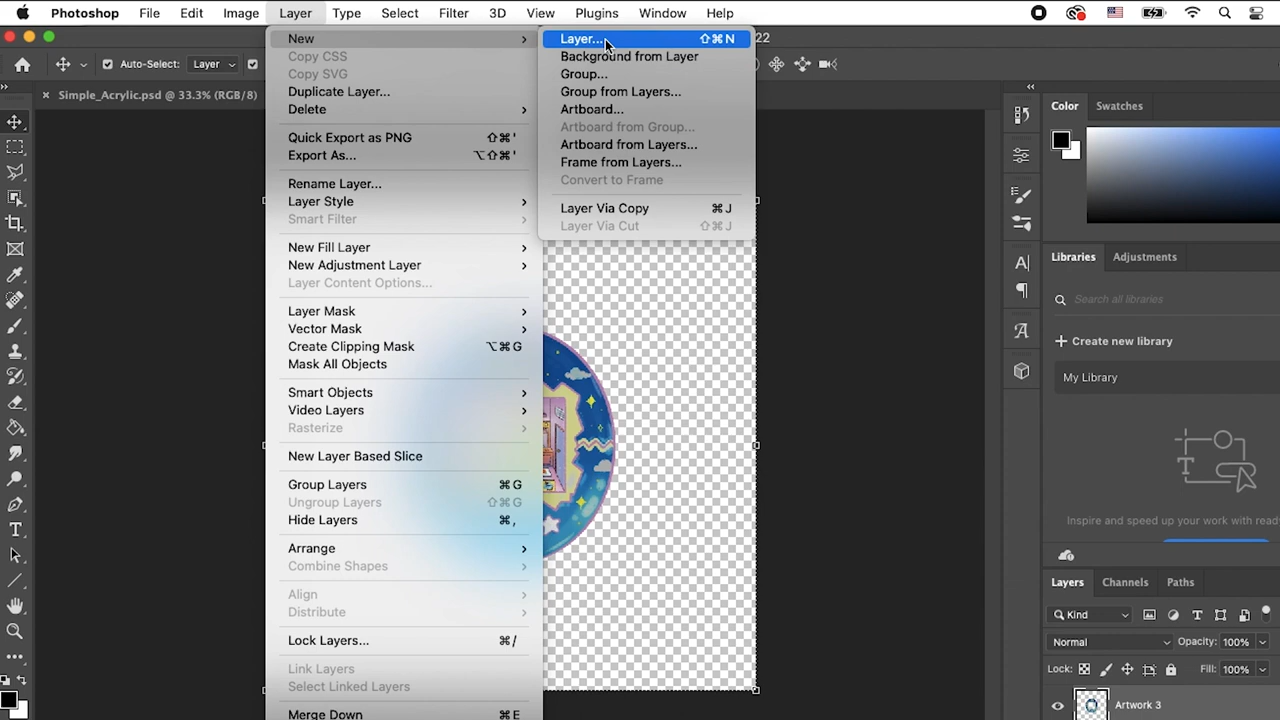 Photoshop File Edit Image Layer Type Select Filter 3D View Plugins Window Help
22
Auto-Select: Layer
× Simple_Acrylic.psd @ 33.3% (RGB/8)
New
Copy CSS
Copy SVG
Duplicate Layer...
Delete
Quick Export as PNG ⇧⌘'
Export As... ⌥⇧⌘'
Rename Layer...
Layer Style
Smart Filter
New Fill Layer
New Adjustment Layer
Layer Content Options...
Layer Mask
Vector Mask
Create Clipping Mask ⌥⌘G
Mask All Objects
Smart Objects
Video Layers
Rasterize
New Layer Based Slice
Group Layers ⌘G
Ungroup Layers ⇧⌘G
Hide Layers ⌘,
Arrange
Combine Shapes
Align
Distribute
Lock Layers... ⌘/
Link Layers
Select Linked Layers
Merge Down ⌘E
Layer... ⇧⌘N
Background from Layer
Group...
Group from Layers...
Artboard...
Artboard from Group...
Artboard from Layers...
Frame from Layers...
Convert to Frame
Layer Via Copy ⌘J
Layer Via Cut ⇧⌘J
Color Swatches
Libraries Adjustments
Search all libraries
+ Create new library
My Library
Inspire and speed up your work with ready
Layers Channels Paths
Kind
Normal Opacity: 100%
Lock: Fill: 100%
Artwork 3